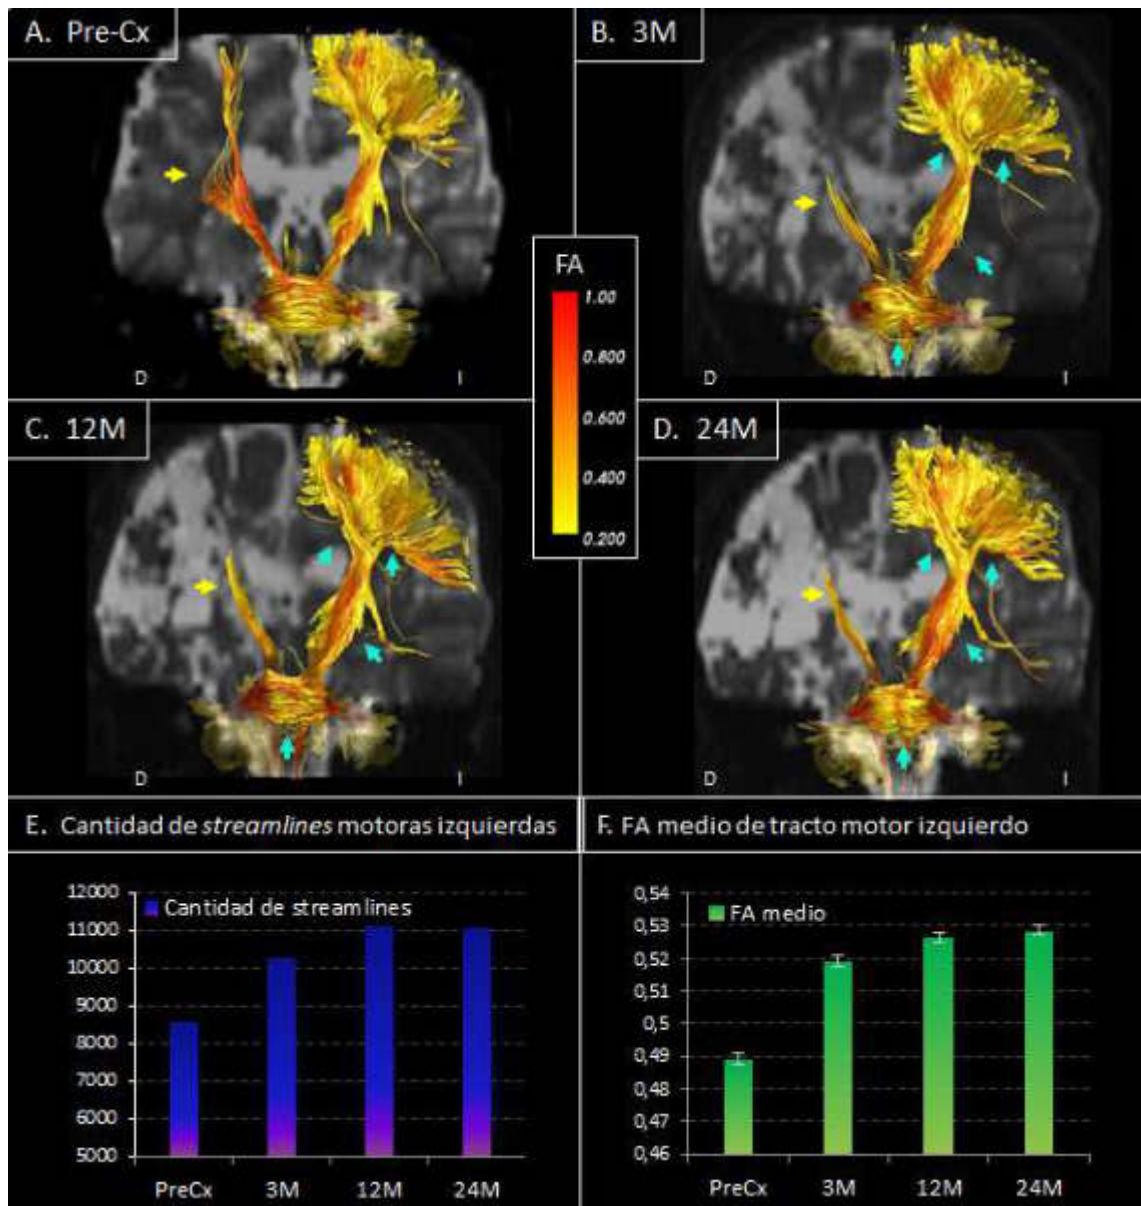 A. Pre-Cx
B. 3M
D
I
D
I
FA
1.00
0.800
0.600
0.400
0.200
C. 12M
D. 24M
D
I
D
I
E. Cantidad de streamlines motoras izquierdas
F. FA medio de tracto motor izquierdo
12000
11000
10000
9000
8000
7000
6000
5000
Cantidad de streamlines
PreCx
3M
12M
24M
0,54
0,53
0,52
0,51
0,5
0,49
0,48
0,47
0,46
FA medio
PreCx
3M
12M
24M